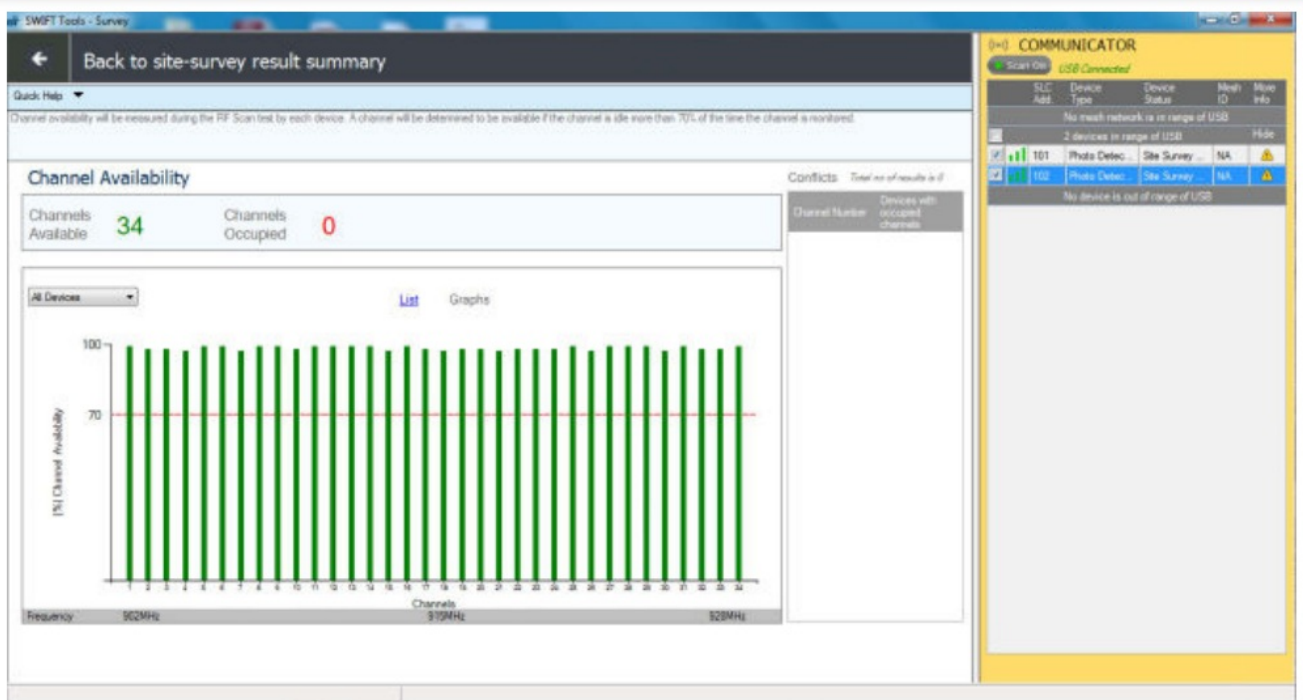 SWIFT Tools - Survey
Back to site-survey result summary
Quick Help
Channel availability will be measured during the RF Scan test by each device. A channel will be determined to be available if the channel is idle more than 70% of the time the channel is monitored.
Channel Availability
Channels Available 34
Channels Occupied 0
All Devices
List Graphs
100
70
[%] Channel Availability
1 2 3 4 5 6 7 8 9 10 11 12 13 14 15 16 17 18 19 20 21 22 23 24 25 26 27 28 29 30 31 32 33 34
Channels
Frequency 902MHz 915MHz 928MHz
Conflicts Total no of results is 0
Channel Number Devices with occupied channels
COMMUNICATOR
Scan On USB Connected
SLC Add. Device Type Device Status Mesh ID More Info
No mesh network is in range of USB
2 devices in range of USB Hide
101 Photo Detec... Site Survey ... NA
102 Photo Detec... Site Survey ... NA
No device is out of range of USB